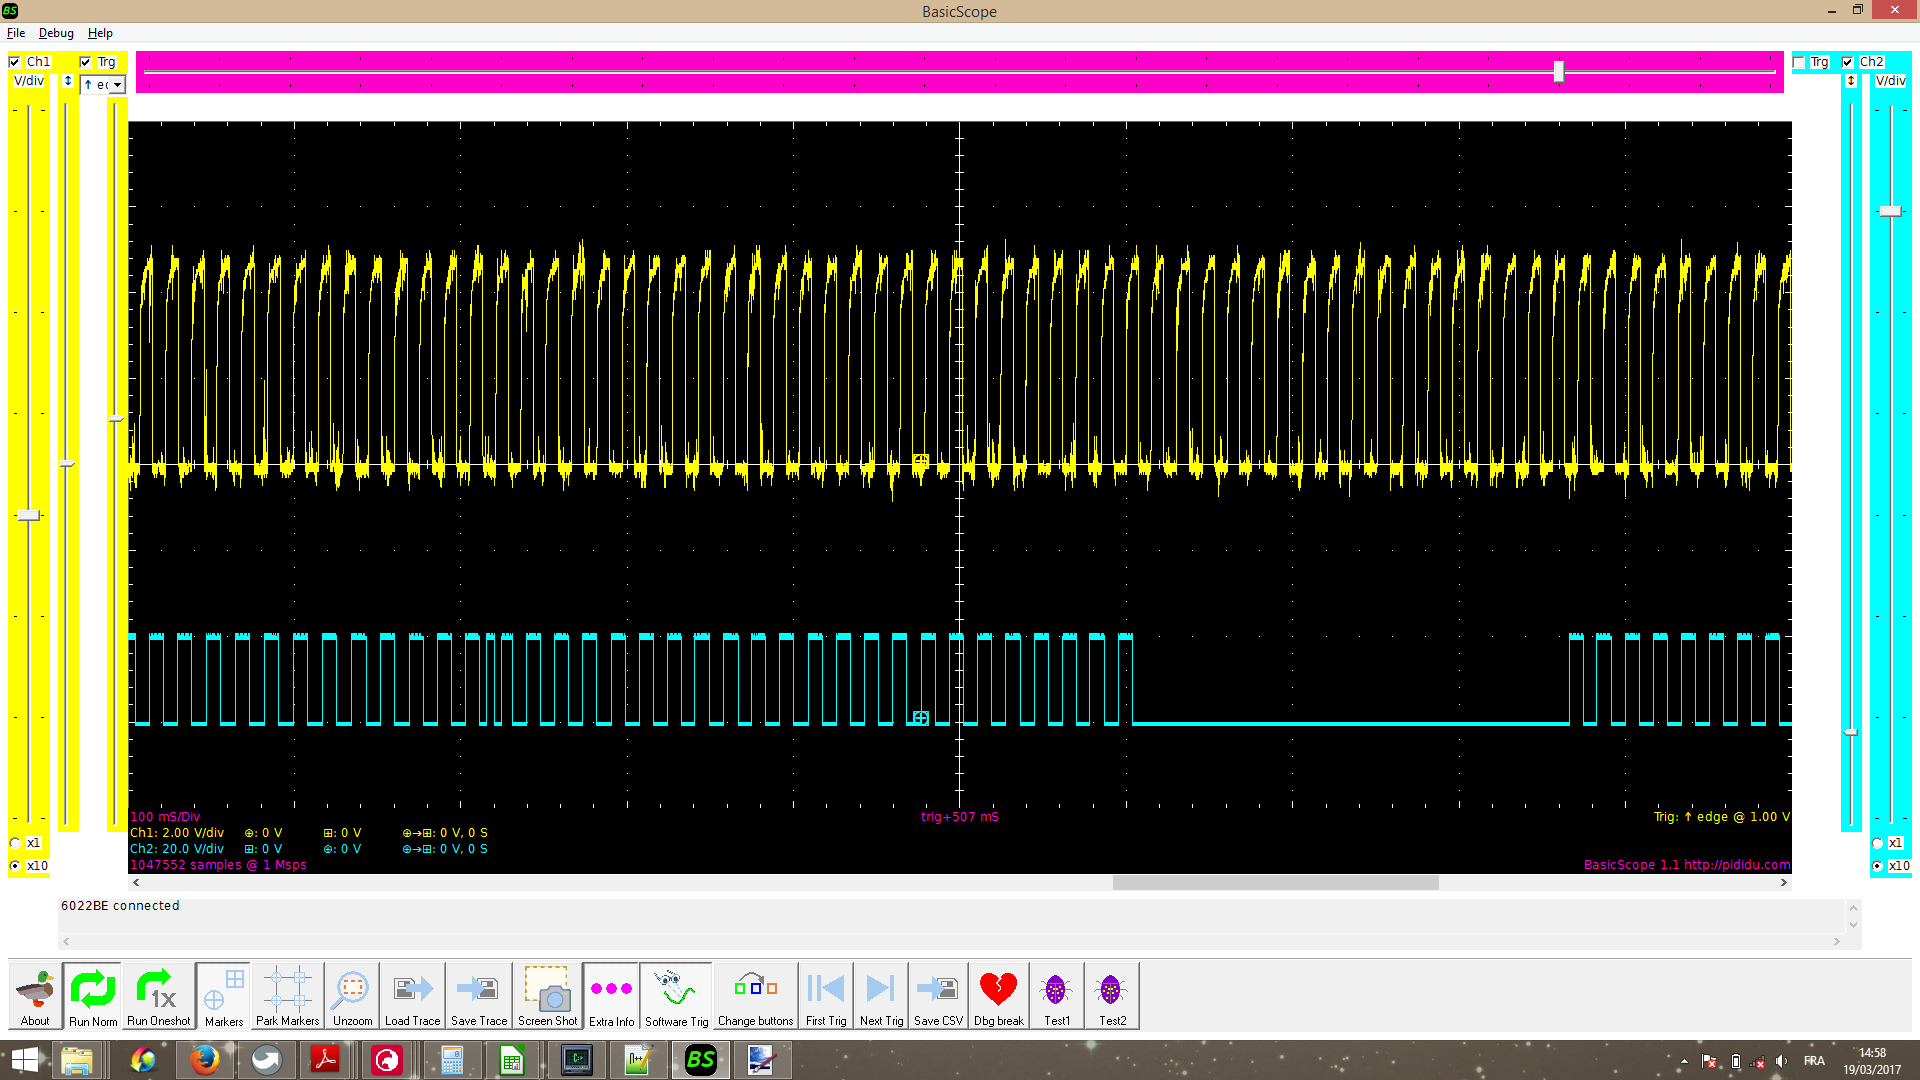 BS BasicScope
File Debug Help
Ch1 Trg
Trg Ch2
V/div
V/div
100 mS/Div trig+507 mS
Ch1: 2.00 V/div ⊕: 0 V ⊞: 0 V ⊕→⊞: 0 V, 0 S Trig: ↑ edge @ 1.00 V
Ch2: 20.0 V/div ⊞: 0 V ⊕: 0 V ⊕→⊞: 0 V, 0 S
1047552 samples @ 1 Msps BasicScope 1.1 http://pididu.com
x1
x10
x1
x10
6022BE connected
1x
About Run Norm Run Oneshot Markers Park Markers Unzoom Load Trace Save Trace Screen Shot Extra Info Software Trig Change buttons First Trig Next Trig Save CSV Dbg break Test1 Test2
BS
FRA
14:58
19/03/2017